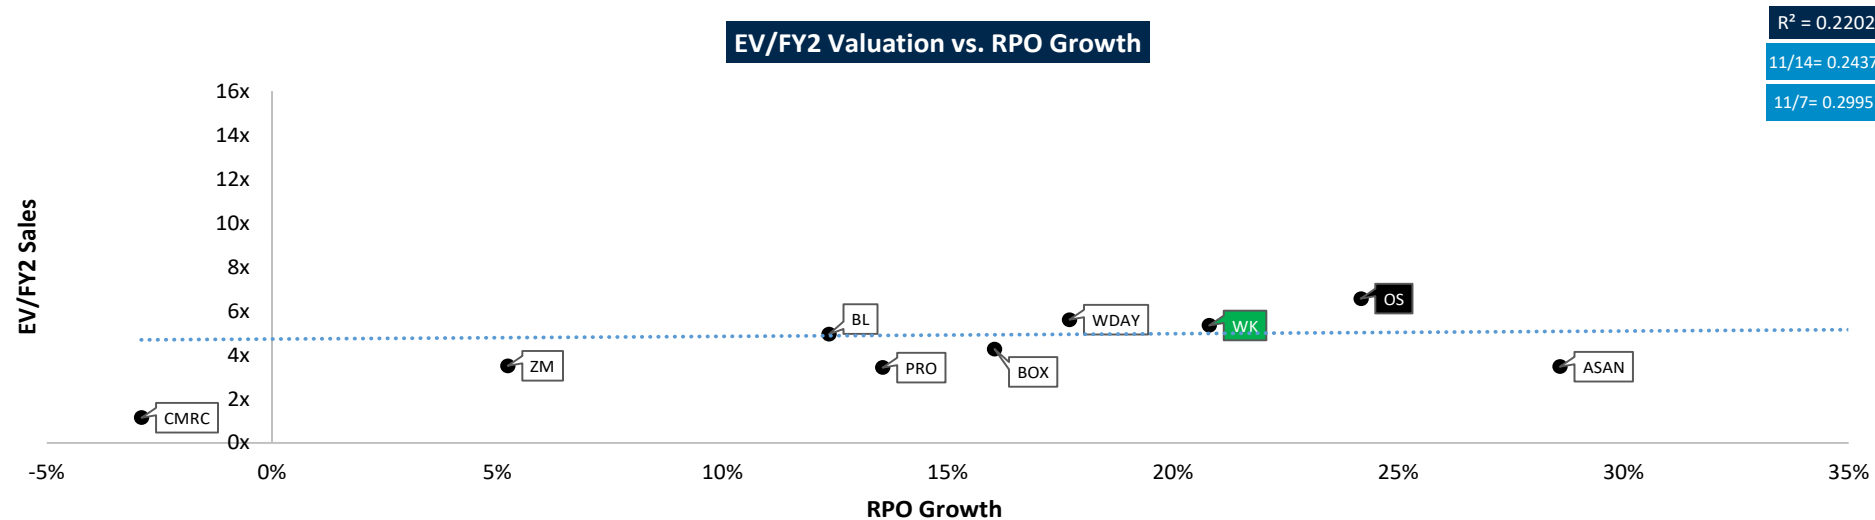 EV/FY2 Valuation vs. RPO Growth
R² = 0.2202
11/14= 0.2437
11/7= 0.2995
EV/FY2 Sales
16x
14x
12x
10x
8x
6x
4x
2x
0x
OS
BL
WDAY
WK
ZM
PRO
BOX
ASAN
CMRC
-5%
0%
5%
10%
15%
20%
25%
30%
35%
RPO Growth